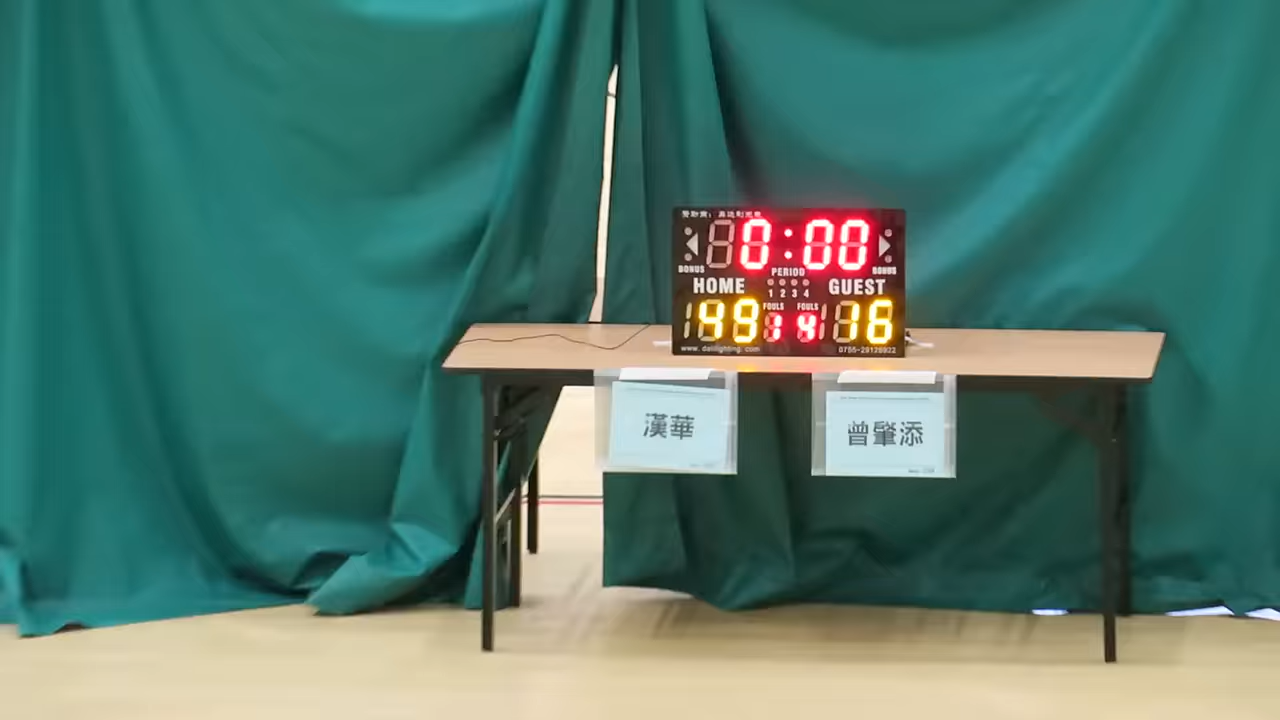 0:00
BONUS PERIOD BONUS
HOME 1 2 3 4 GUEST
FOULS FOULS
49 1 4 16
漢華
曾肇添